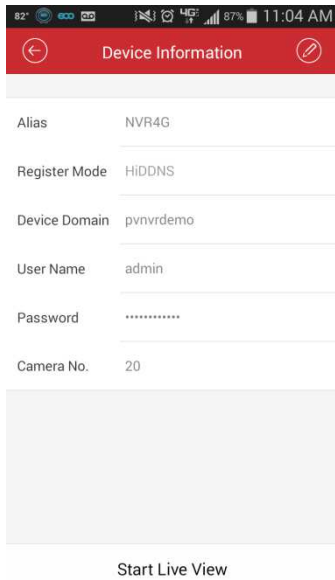 82° 4G 87% 11:04 AM
Device Information
Alias NVR4G
Register Mode HiDDNS
Device Domain pvnvrdemo
User Name admin
Password ••••••••••••
Camera No. 20
Start Live View